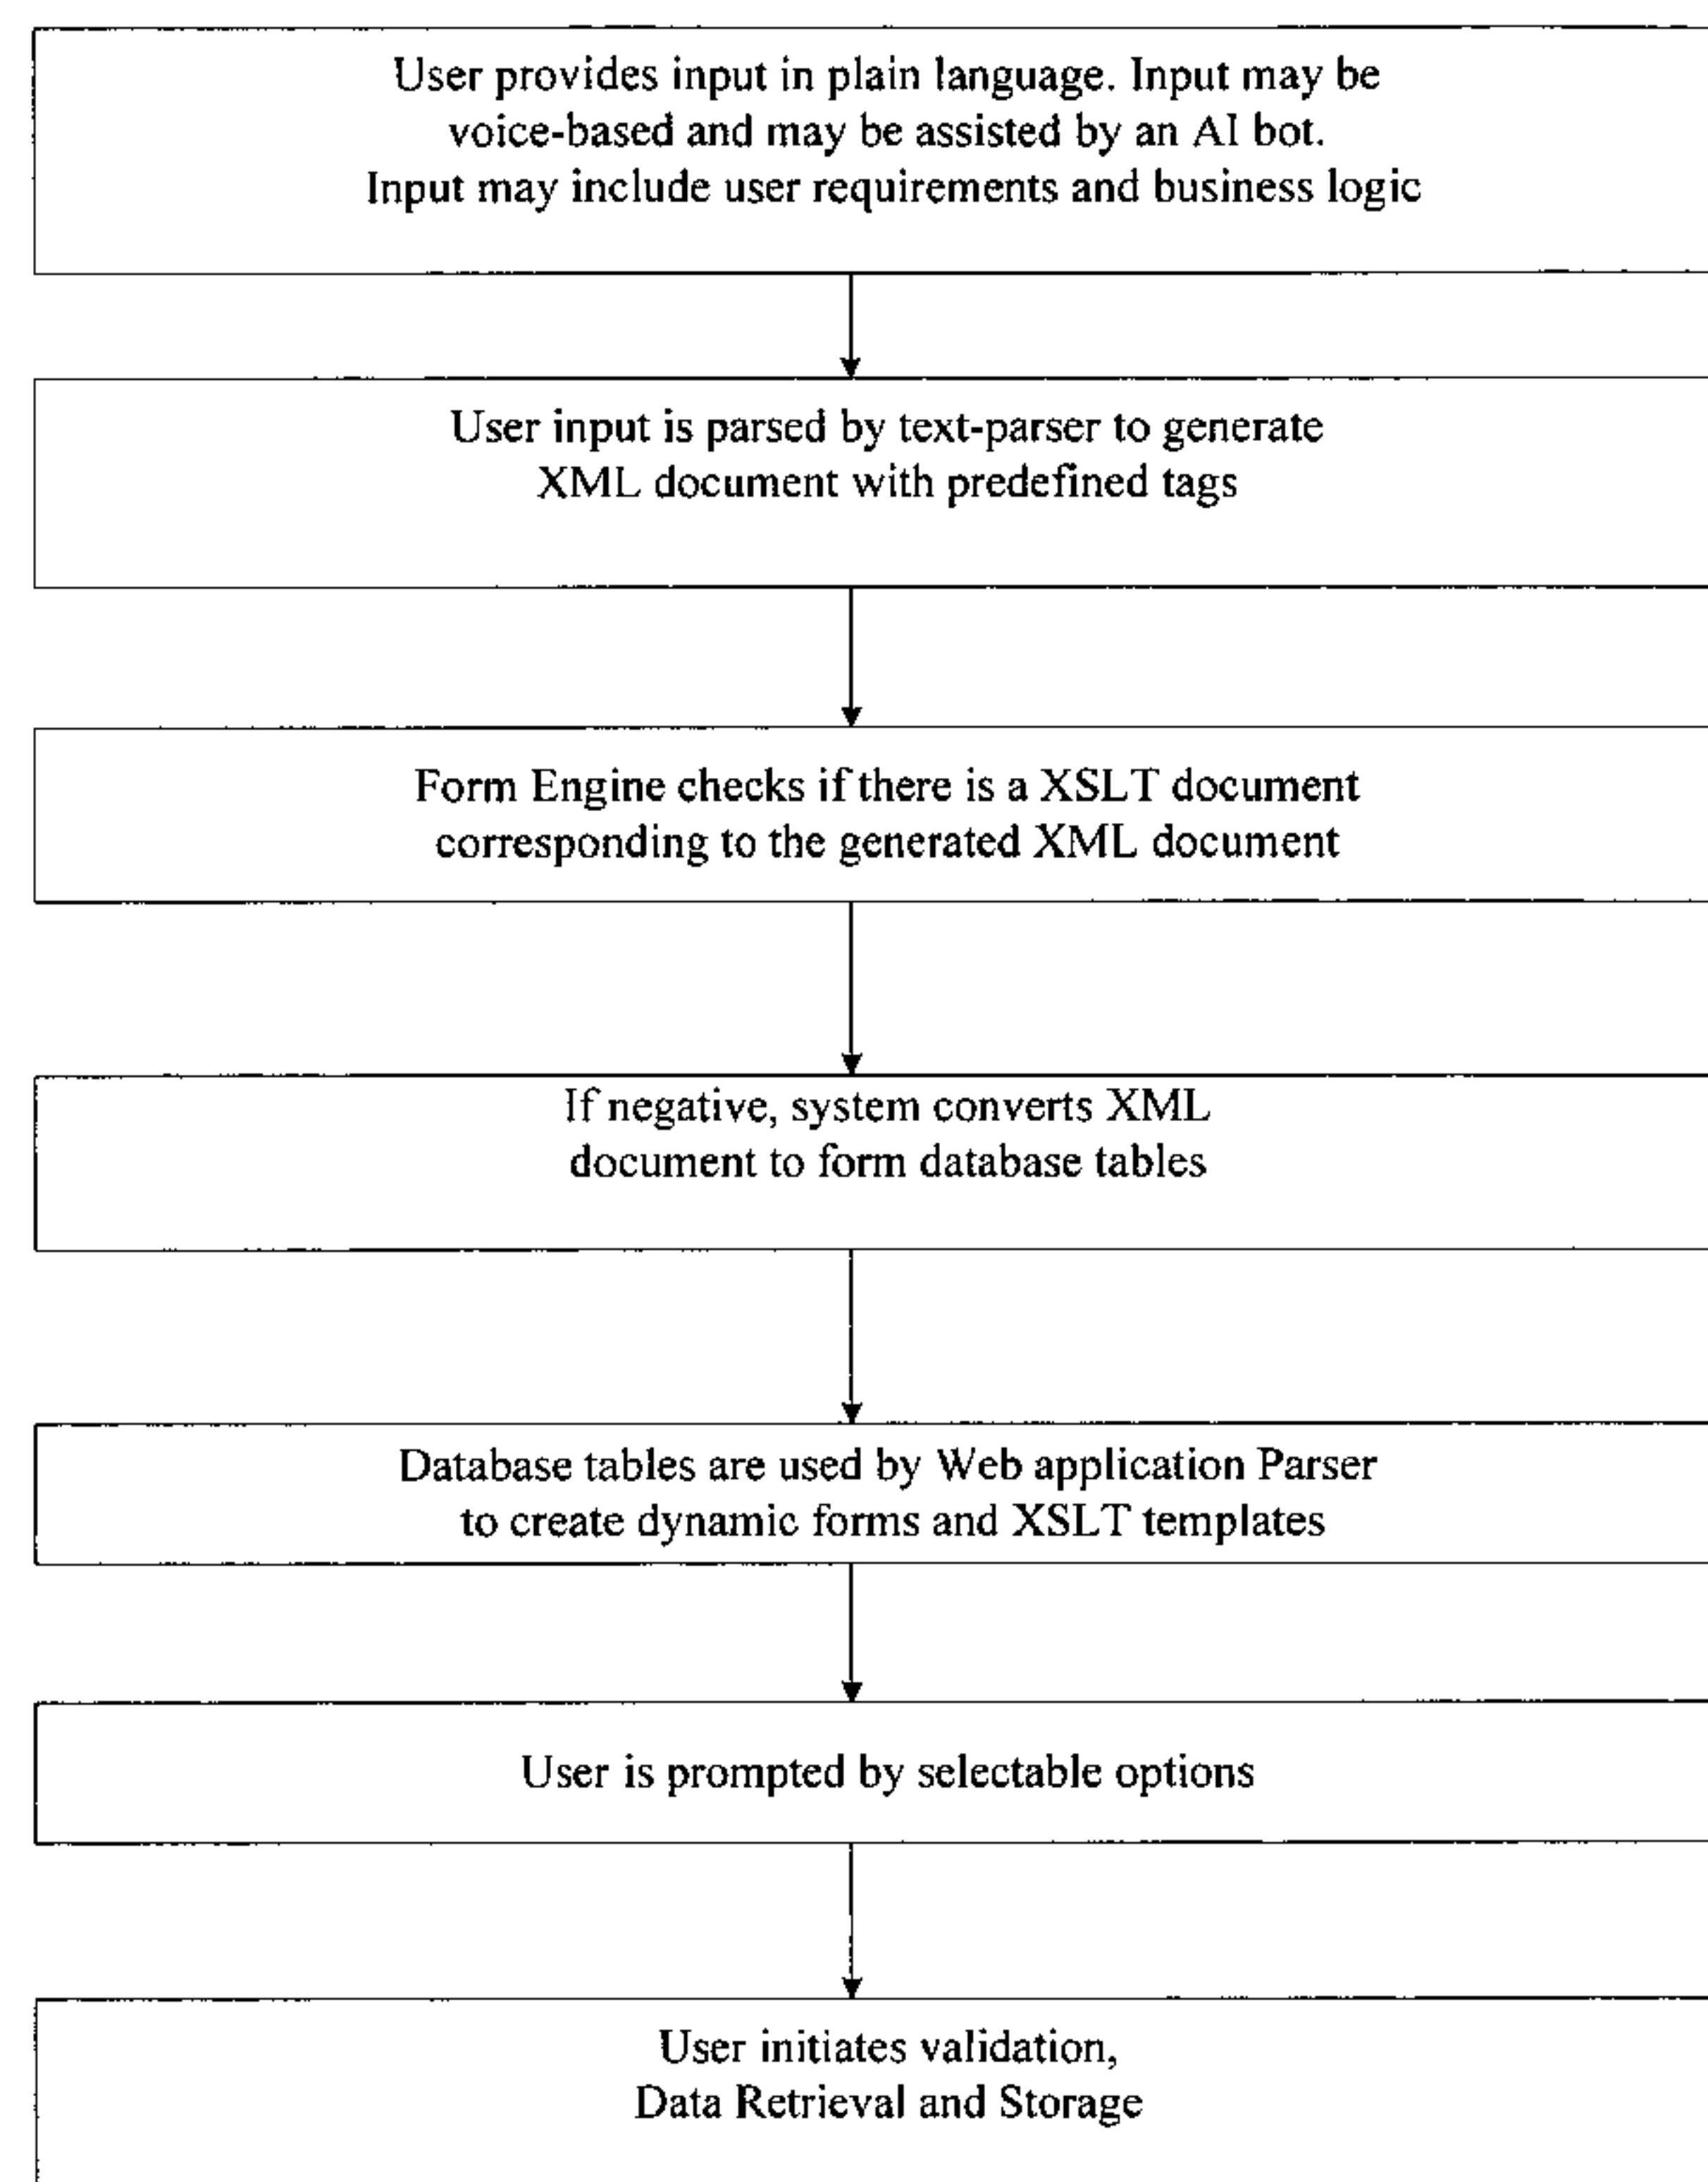 User provides input in plain language. Input may be
voice-based and may be assisted by an AI bot.
Input may include user requirements and business logic
User input is parsed by text-parser to generate
XML document with predefined tags
Form Engine checks if there is a XSLT document
corresponding to the generated XML document
If negative, system converts XML
document to form database tables
Database tables are used by Web application Parser
to create dynamic forms and XSLT templates
User is prompted by selectable options
User initiates validation,
Data Retrieval and Storage